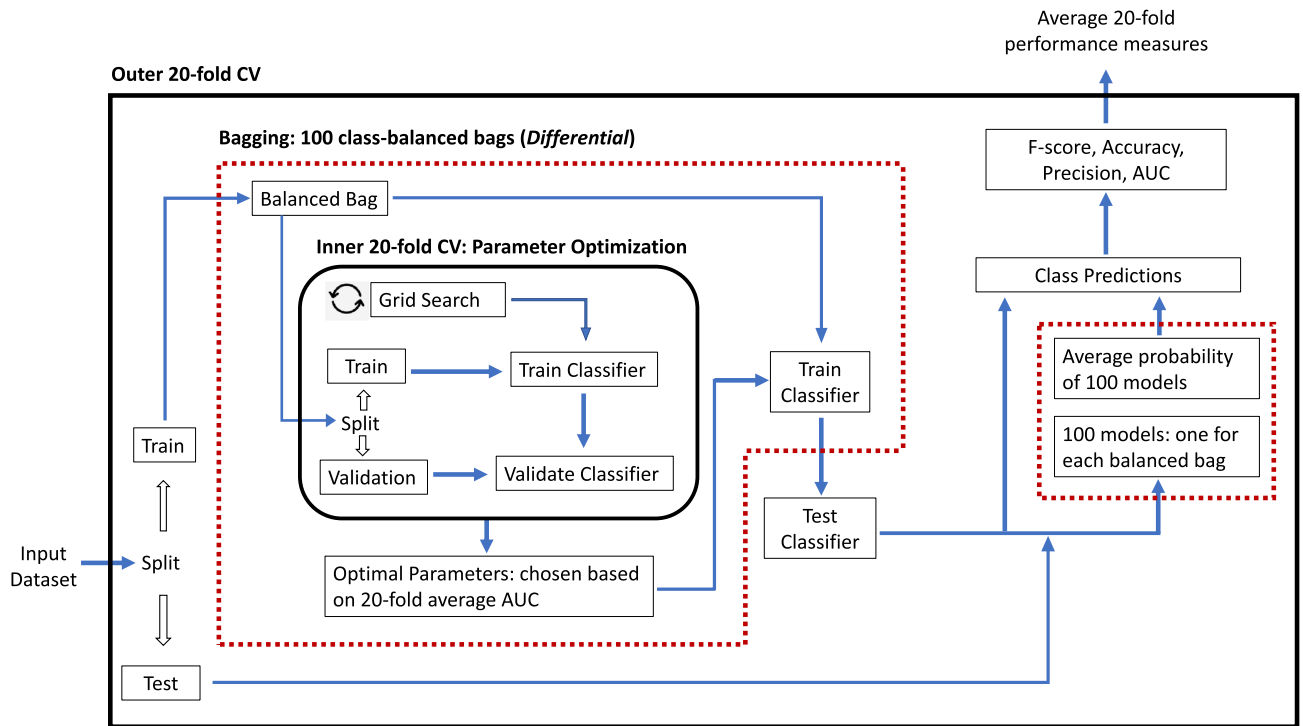 Average 20-fold
performance measures
Outer 20-fold CV
Bagging: 100 class-balanced bags (Differential)
F-score, Accuracy,
Precision, AUC
Balanced Bag
Inner 20-fold CV: Parameter Optimization
Class Predictions
Grid Search
Train
Train Classifier
Train
Classifier
Average probability
of 100 models
Split
Train
100 models: one for
each balanced bag
Validation
Validate Classifier
Test
Classifier
Input
Dataset
Split
Optimal Parameters: chosen based
on 20-fold average AUC
Test